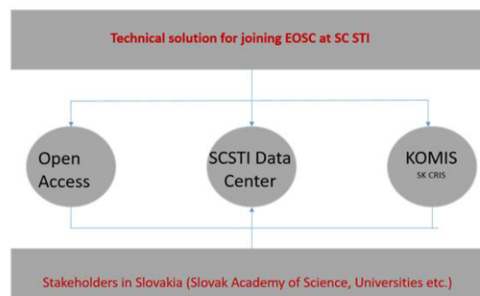 Technical solution for joining EOSC at SC STI
Open
Access
SCSTI Data
Center
KOMIS
SK CRIS
Stakeholders in Slovakia (Slovak Academy of Science, Universities etc.)